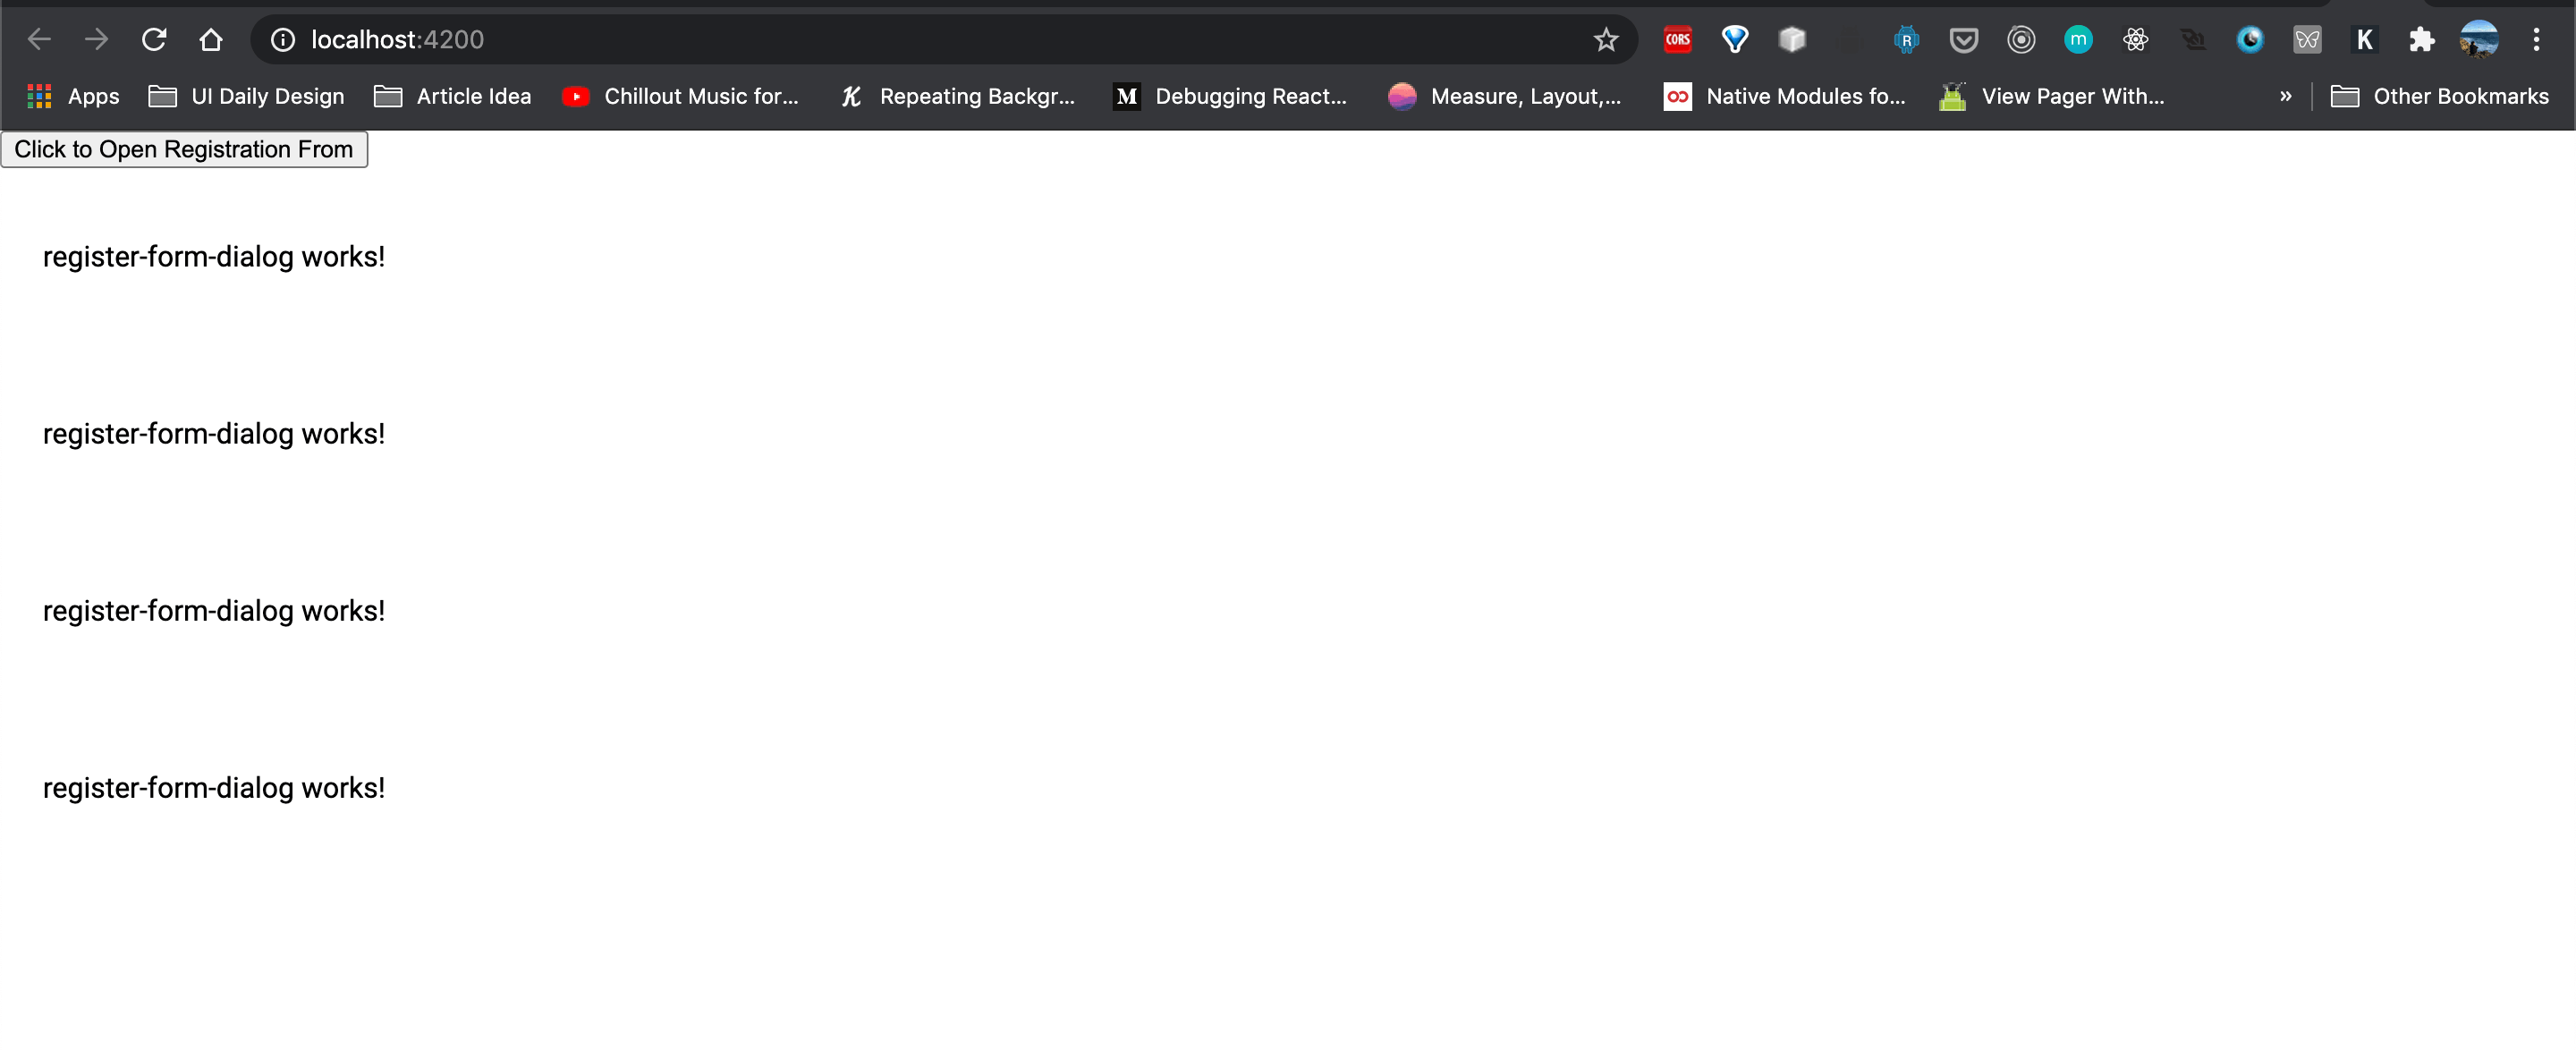 localhost:4200
CORS
R
m
K
Apps
UI Daily Design
Article Idea
Chillout Music for...
K
Repeating Backgr...
M
Debugging React...
Measure, Layout,...
Native Modules fo...
View Pager With...
»
Other Bookmarks
Click to Open Registration From
register-form-dialog works!
register-form-dialog works!
register-form-dialog works!
register-form-dialog works!